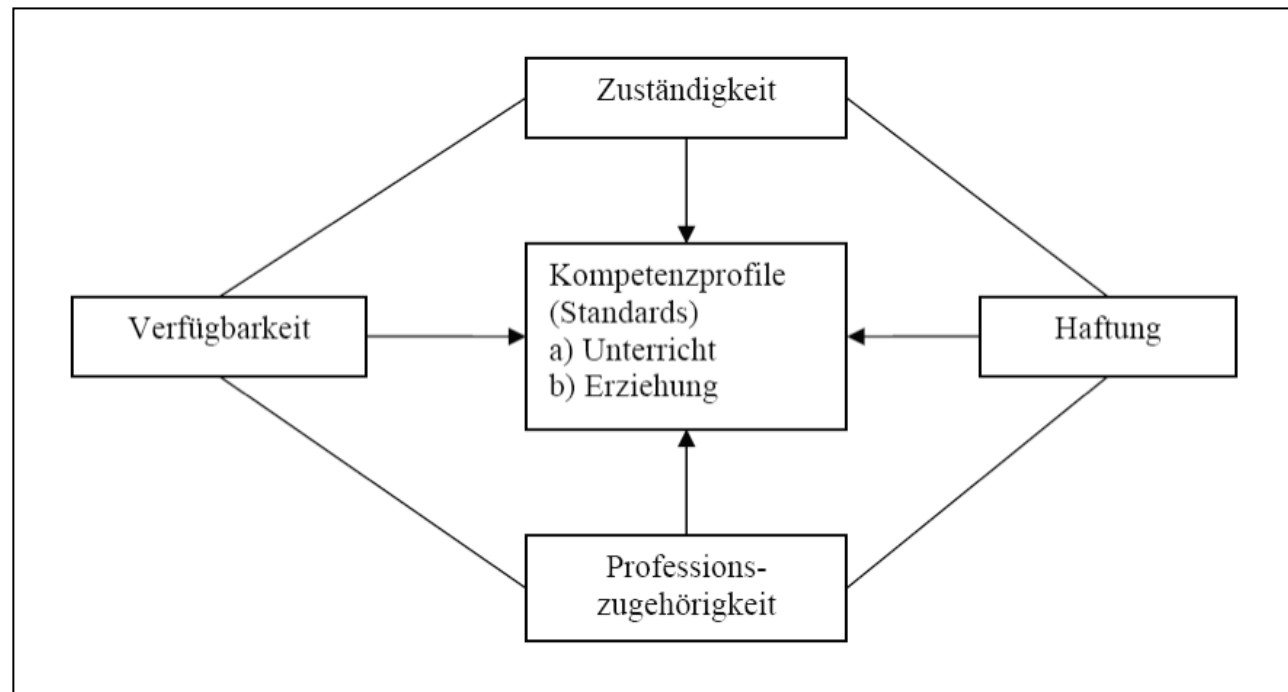 Zuständigkeit
Kompetenzprofile
(Standards)
a) Unterricht
b) Erziehung
Verfügbarkeit
Haftung
Professions-
zugehörigkeit